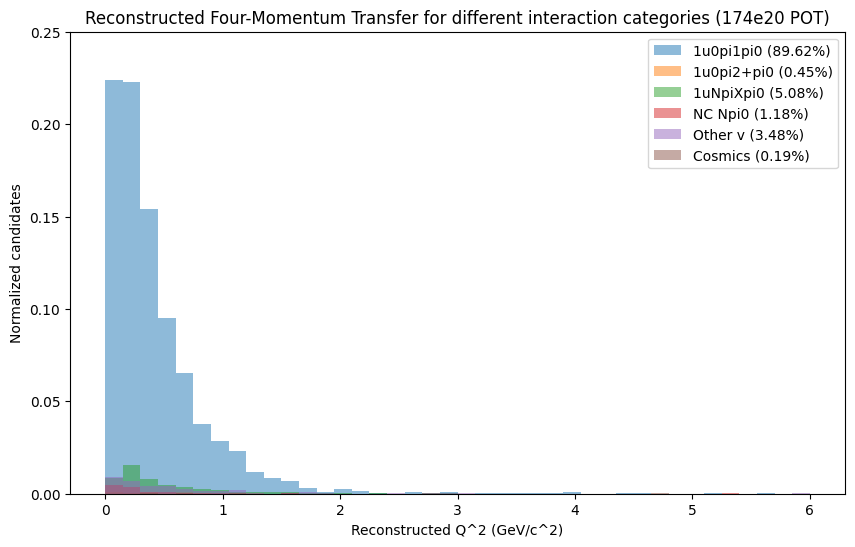 Reconstructed Four-Momentum Transfer for different interaction categories (174e20 POT)
0.25
0.20
0.15
0.10
0.05
0.00
Normalized candidates
1u0pi1pi0 (89.62%)
1u0pi2+pi0 (0.45%)
1uNpiXpi0 (5.08%)
NC Npi0 (1.18%)
Other v (3.48%)
Cosmics (0.19%)
0 1 2 3 4 5 6
Reconstructed Q^2 (GeV/c^2)